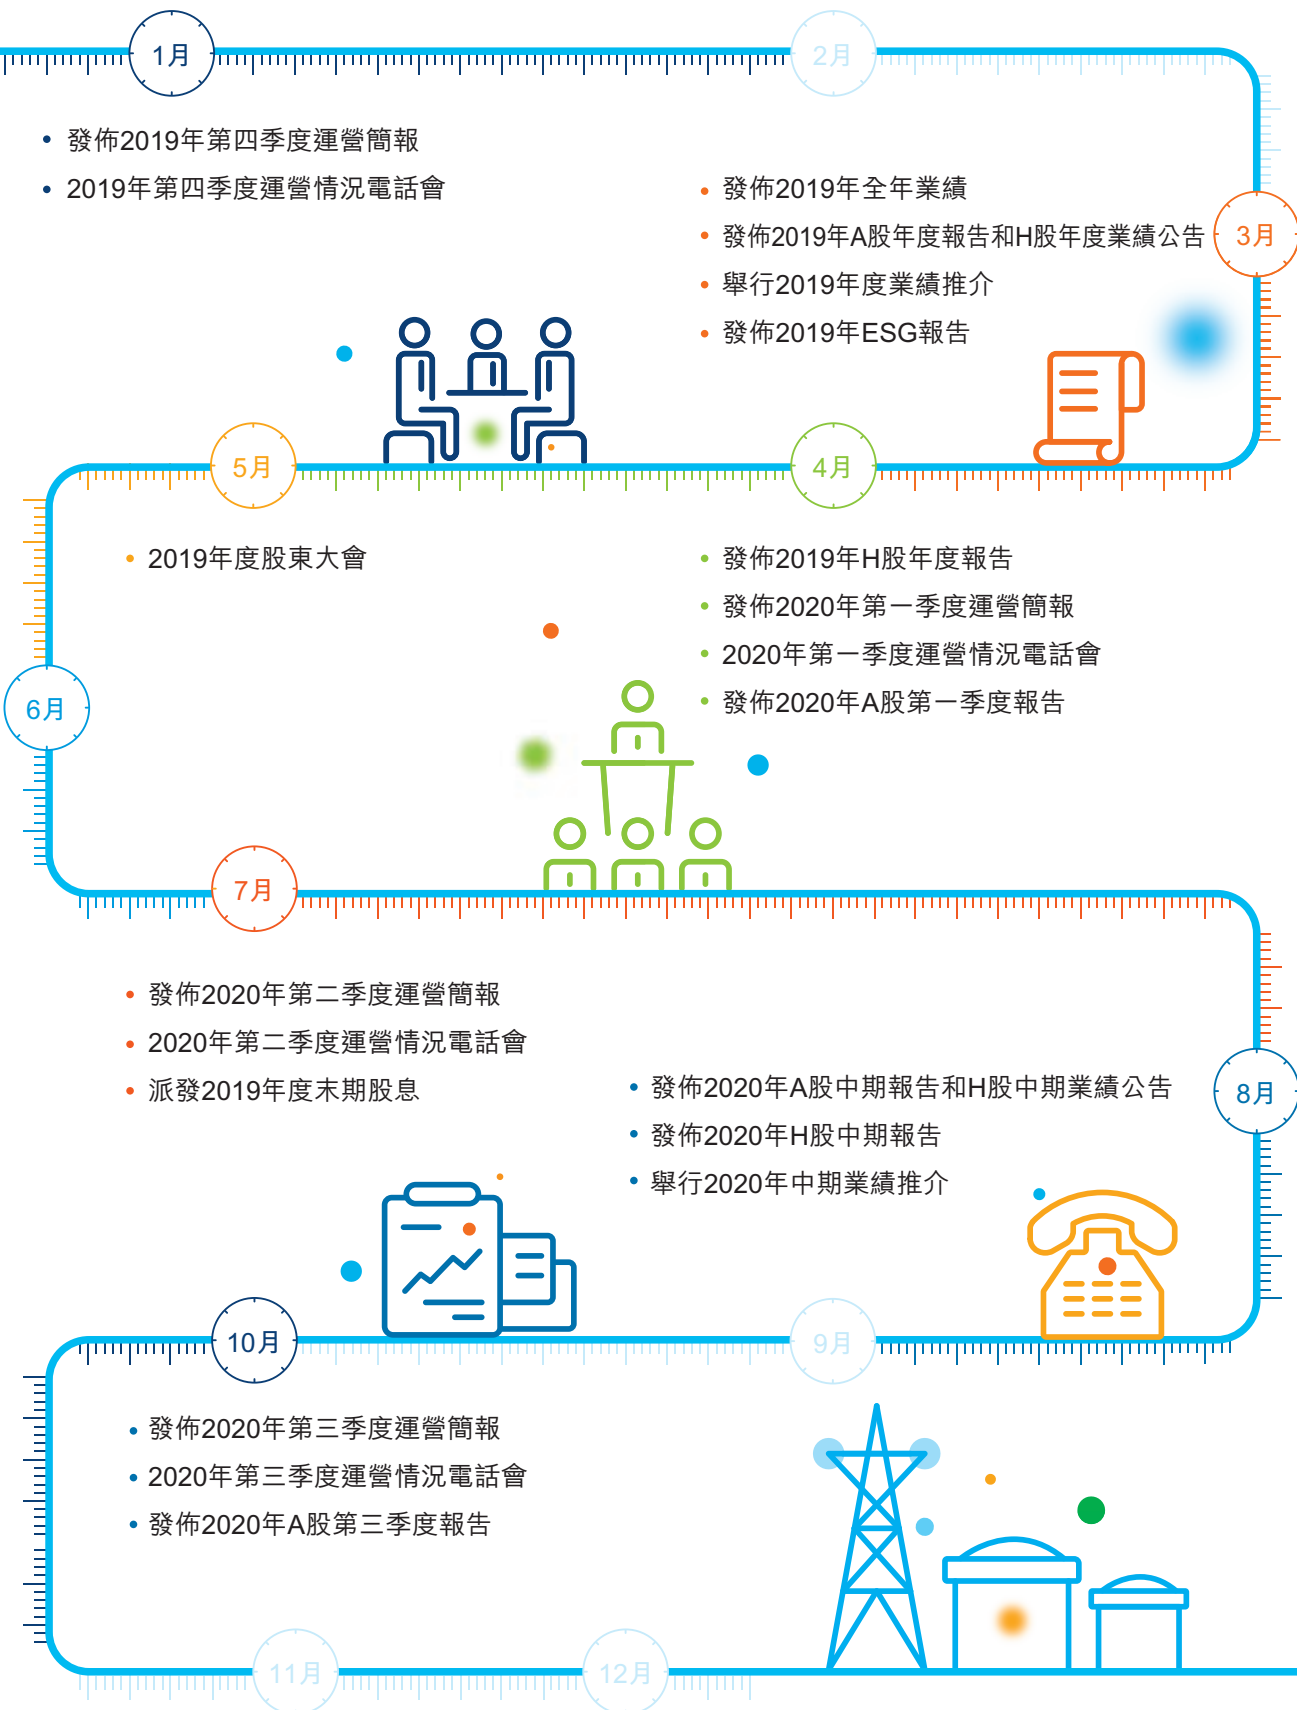 1月
2月
• 發佈2019年第四季度運營簡報
• 2019年第四季度運營情況電話會
3月
• 發佈2019年全年業績
• 發佈2019年A股年度報告和H股年度業績公告
• 舉行2019年度業績推介
• 發佈2019年ESG報告
4月
• 發佈2019年H股年度報告
• 發佈2020年第一季度運營簡報
• 2020年第一季度運營情況電話會
• 發佈2020年A股第一季度報告
5月
• 2019年度股東大會
6月
7月
• 發佈2020年第二季度運營簡報
• 2020年第二季度運營情況電話會
• 派發2019年度末期股息
8月
• 發佈2020年A股中期報告和H股中期業績公告
• 發佈2020年H股中期報告
• 舉行2020年中期業績推介
9月
10月
• 發佈2020年第三季度運營簡報
• 2020年第三季度運營情況電話會
• 發佈2020年A股第三季度報告
11月
12月